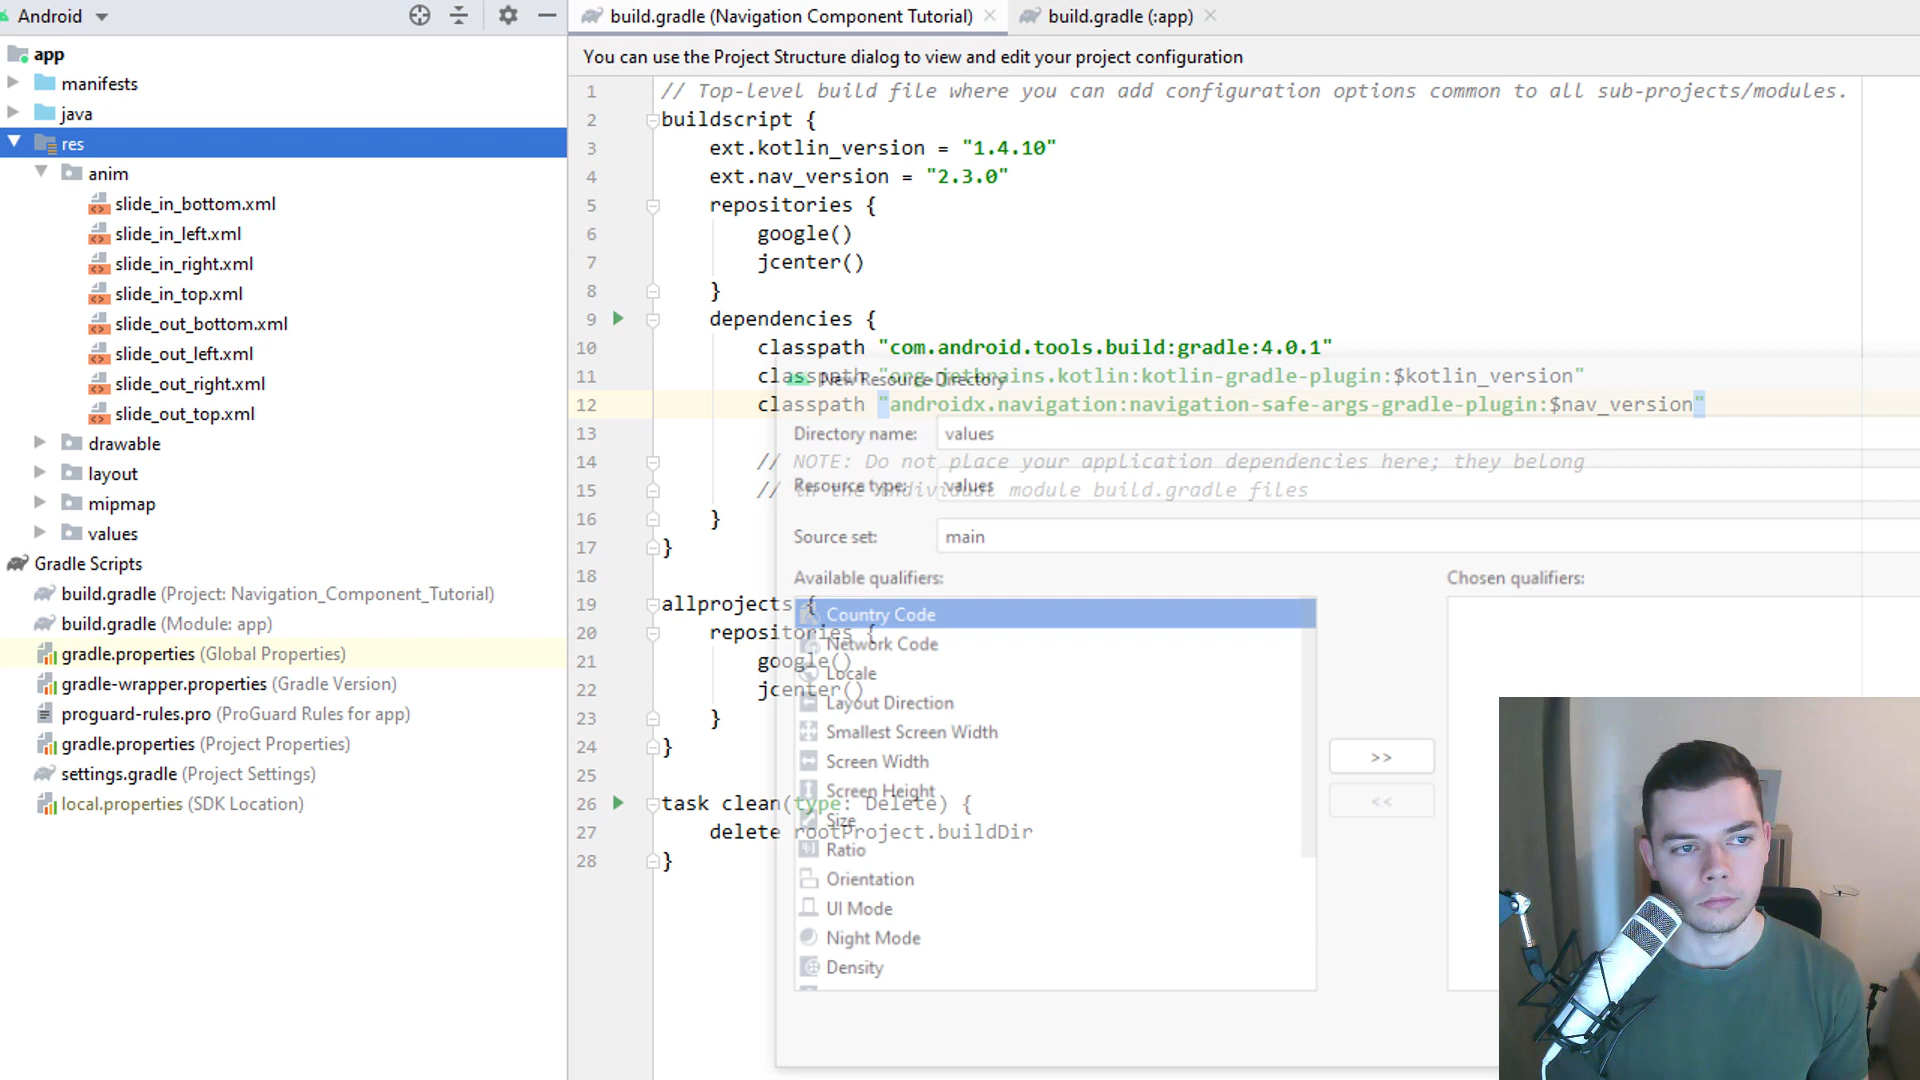 Android
app
manifests
java
res
anim
slide_in_bottom.xml
slide_in_left.xml
slide_in_right.xml
slide_in_top.xml
slide_out_bottom.xml
slide_out_left.xml
slide_out_right.xml
slide_out_top.xml
drawable
layout
mipmap
values
Gradle Scripts
build.gradle (Project: Navigation_Component_Tutorial)
build.gradle (Module: app)
gradle.properties (Global Properties)
gradle-wrapper.properties (Gradle Version)
proguard-rules.pro (ProGuard Rules for app)
gradle.properties (Project Properties)
settings.gradle (Project Settings)
local.properties (SDK Location)
build.gradle (Navigation Component Tutorial)
build.gradle (:app)
You can use the Project Structure dialog to view and edit your project configuration
1 // Top-level build file where you can add configuration options common to all sub-projects/modules.
2 buildscript {
3 ext.kotlin_version = "1.4.10"
4 ext.nav_version = "2.3.0"
5 repositories {
6 google()
7 jcenter()
8 }
9 dependencies {
10 classpath "com.android.tools.build:gradle:4.0.1"
11 classpath "org.jetbrains.kotlin:kotlin-gradle-plugin:$kotlin_version"
12 classpath "androidx.navigation:navigation-safe-args-gradle-plugin:$nav_version"
13
14 // NOTE: Do not place your application dependencies here; they belong
15 // in the individual module build.gradle files
16 }
17 }
18
19 allprojects {
20 repositories {
21 google()
22 jcenter()
23 }
24 }
25
26 task clean(type: Delete) {
27 delete rootProject.buildDir
28 }
New Resource Directory
Directory name: values
Resource type: values
Source set: main
Available qualifiers:
Country Code
Network Code
Locale
Layout Direction
Smallest Screen Width
Screen Width
Screen Height
Size
Ratio
Orientation
UI Mode
Night Mode
Density
>>
<<
Chosen qualifiers: